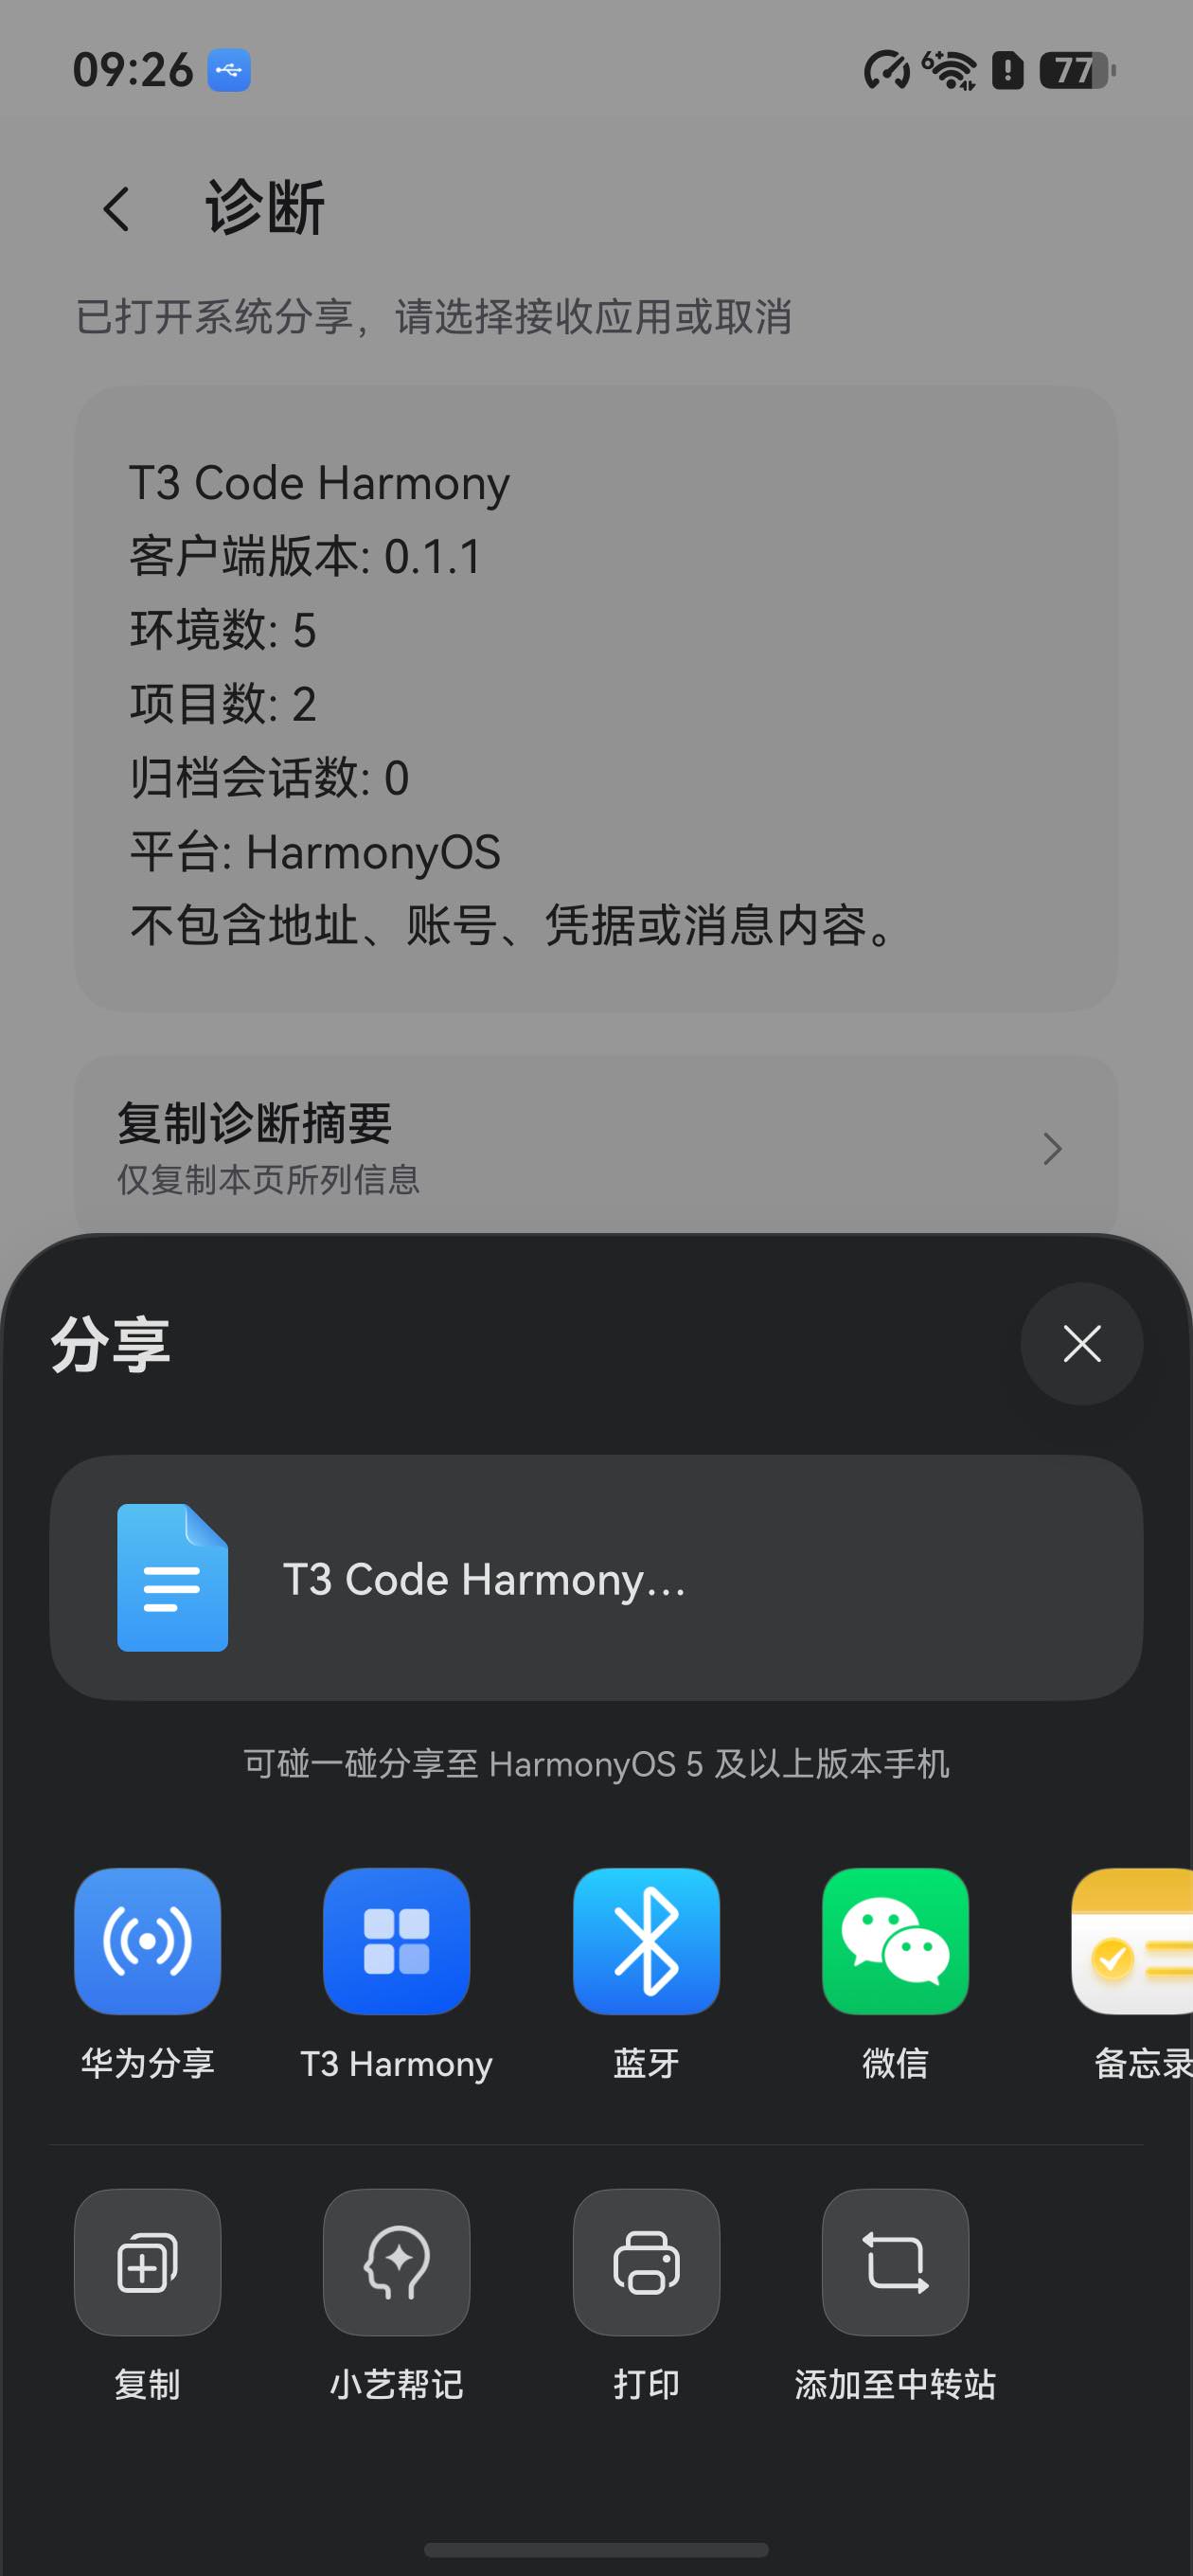 09:26
77
诊断
已打开系统分享，请选择接收应用或取消
T3 Code Harmony
客户端版本: 0.1.1
环境数: 5
项目数: 2
归档会话数: 0
平台: HarmonyOS
不包含地址、账号、凭据或消息内容。
复制诊断摘要
仅复制本页所列信息
分享
T3 Code Harmony...
可碰一碰分享至 HarmonyOS 5 及以上版本手机
华为分享
T3 Harmony
蓝牙
微信
备忘录
复制
小艺帮记
打印
添加至中转站